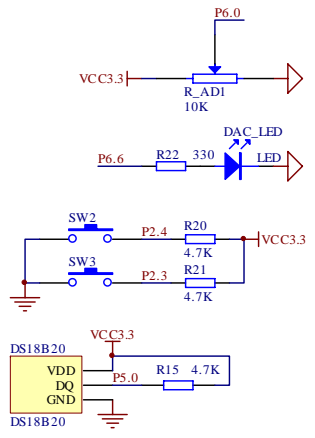 P6.0
VCC3.3
R_AD1
10K
DAC_LED
P6.6 R22 330 LED
SW2
P2.4 R20
4.7K
VCC3.3
SW3
P2.3 R21
4.7K
VCC3.3
DS18B20
VDD
DQ P5.0 R15 4.7K
GND
DS18B20